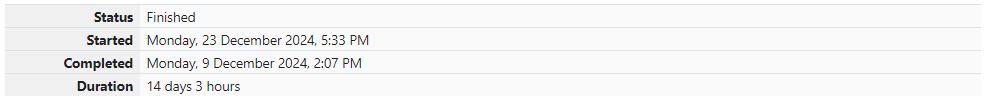 Status Finished
Started Monday, 23 December 2024, 5:33 PM
Completed Monday, 9 December 2024, 2:07 PM
Duration 14 days 3 hours